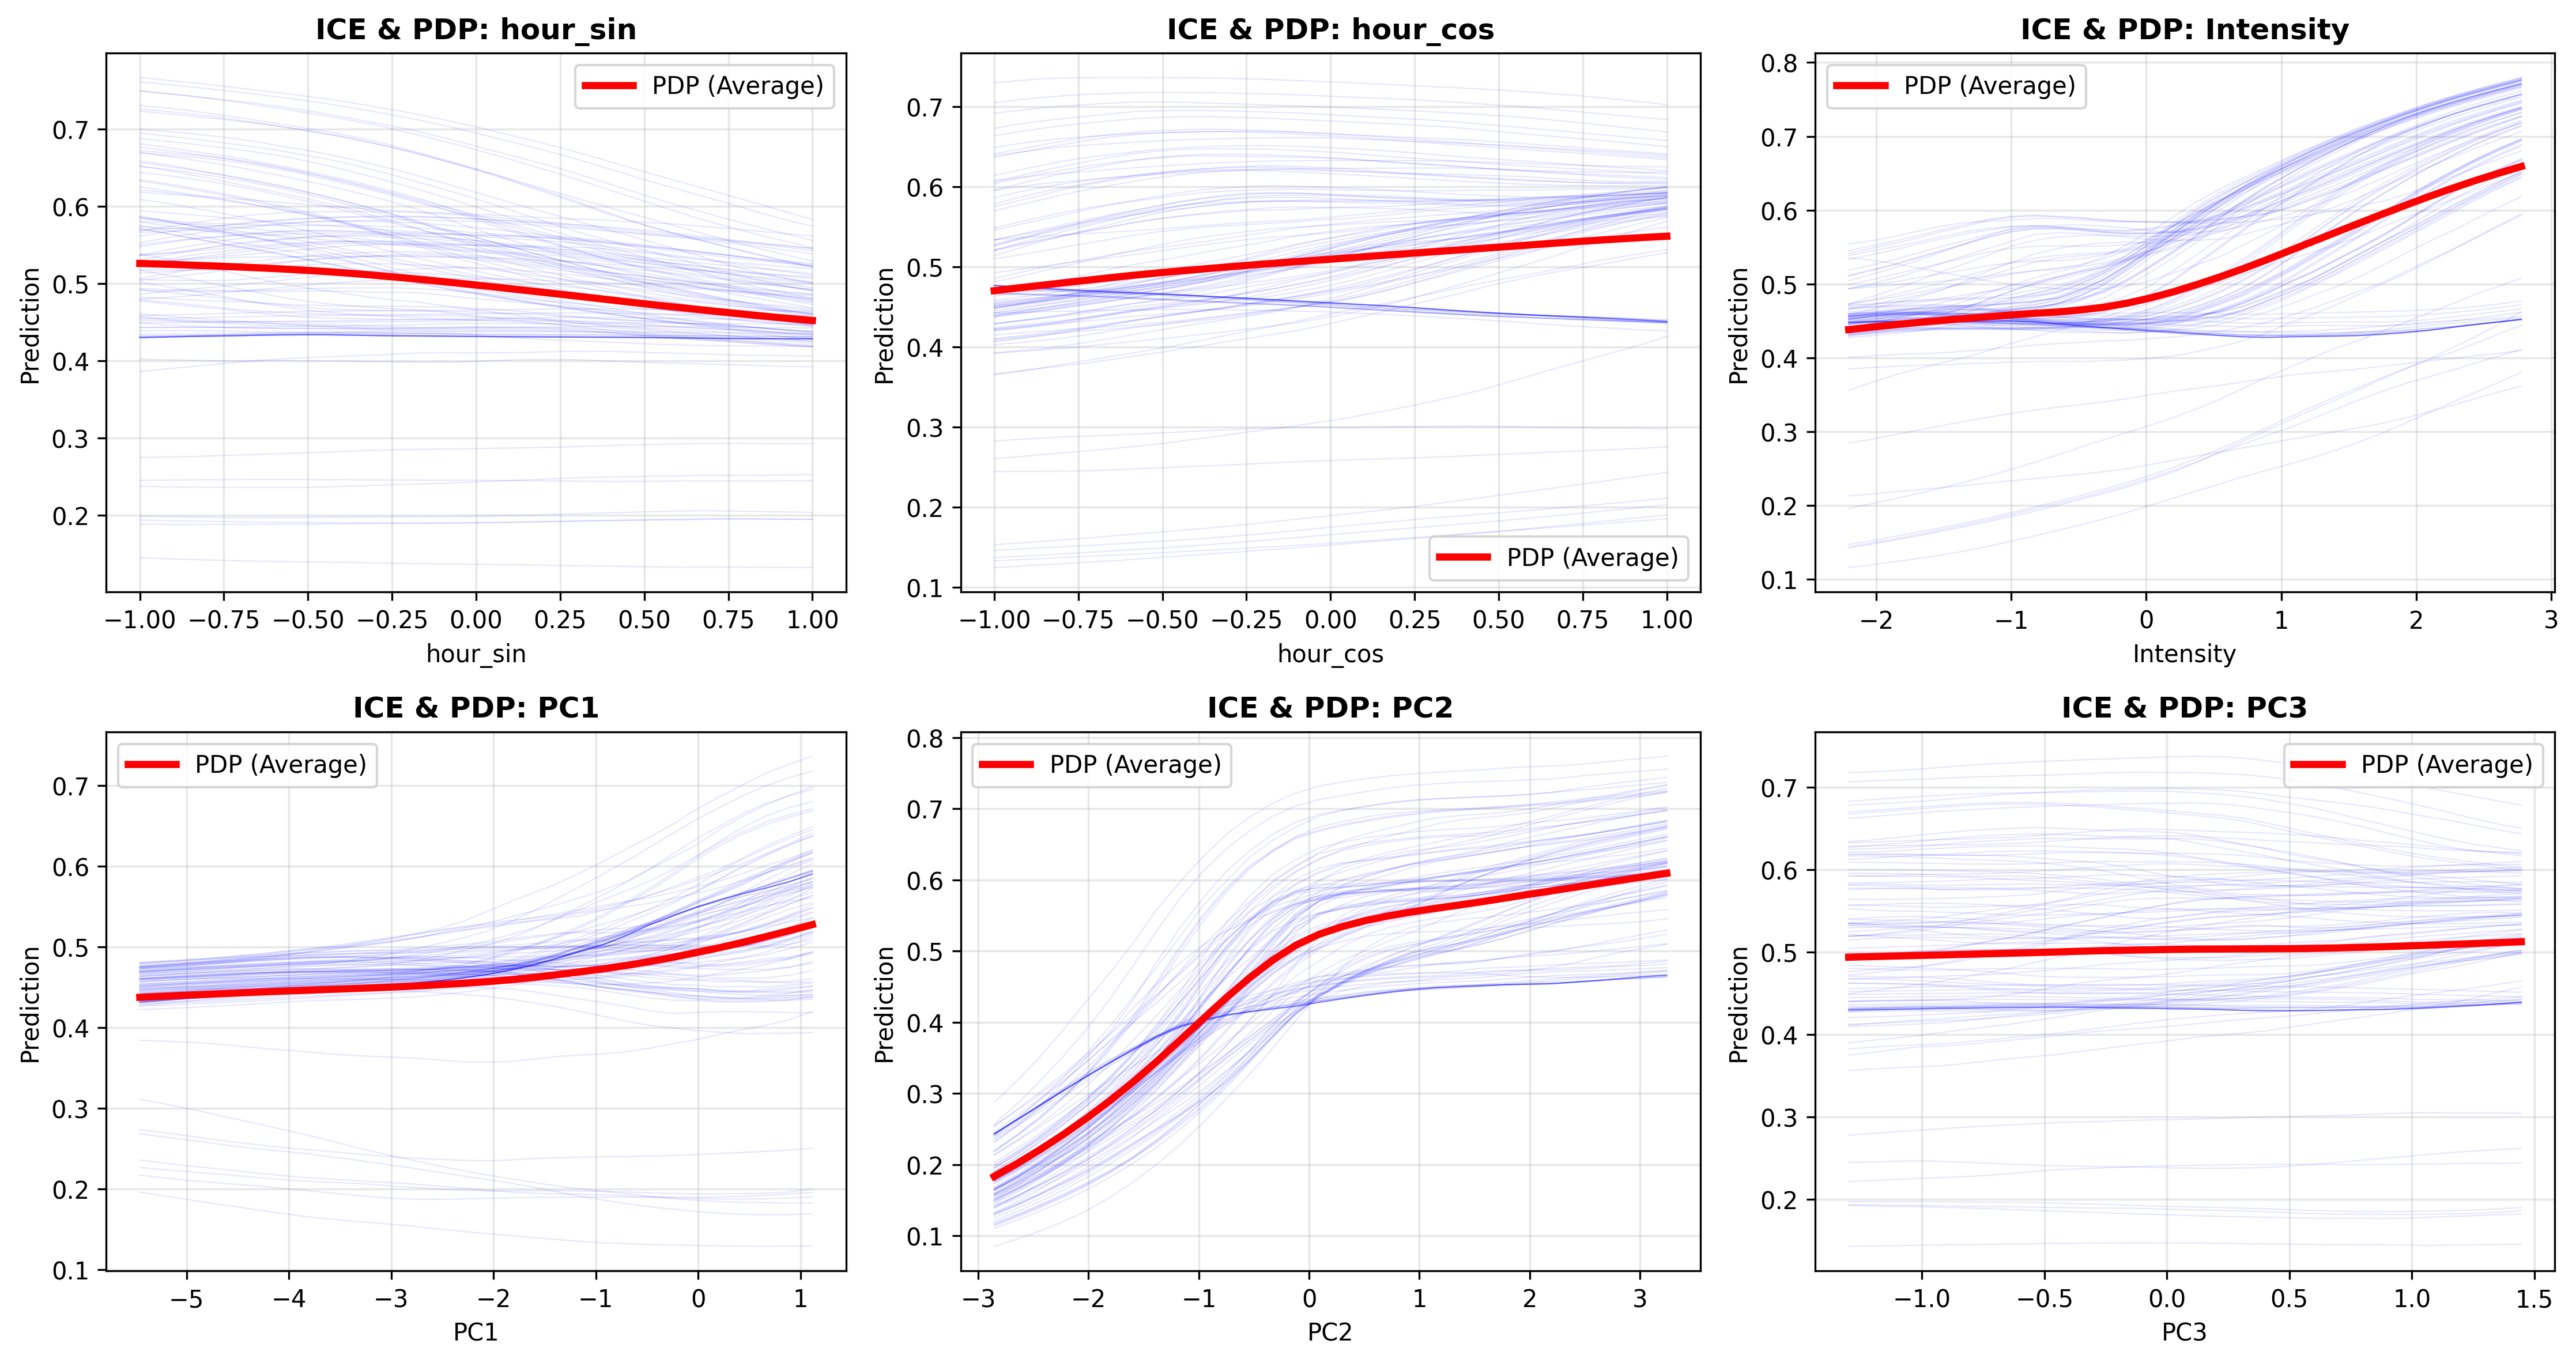 ICE & PDP: hour_sin
PDP (Average)
Prediction
0.7
0.6
0.5
0.4
0.3
0.2
−1.00 −0.75 −0.50 −0.25 0.00 0.25 0.50 0.75 1.00
hour_sin
ICE & PDP: hour_cos
PDP (Average)
Prediction
0.7
0.6
0.5
0.4
0.3
0.2
0.1
−1.00 −0.75 −0.50 −0.25 0.00 0.25 0.50 0.75 1.00
hour_cos
ICE & PDP: Intensity
PDP (Average)
Prediction
0.8
0.7
0.6
0.5
0.4
0.3
0.2
0.1
−2 −1 0 1 2 3
Intensity
ICE & PDP: PC1
PDP (Average)
Prediction
0.7
0.6
0.5
0.4
0.3
0.2
0.1
−5 −4 −3 −2 −1 0 1
PC1
ICE & PDP: PC2
PDP (Average)
Prediction
0.8
0.7
0.6
0.5
0.4
0.3
0.2
0.1
−3 −2 −1 0 1 2 3
PC2
ICE & PDP: PC3
PDP (Average)
Prediction
0.7
0.6
0.5
0.4
0.3
0.2
−1.0 −0.5 0.0 0.5 1.0 1.5
PC3